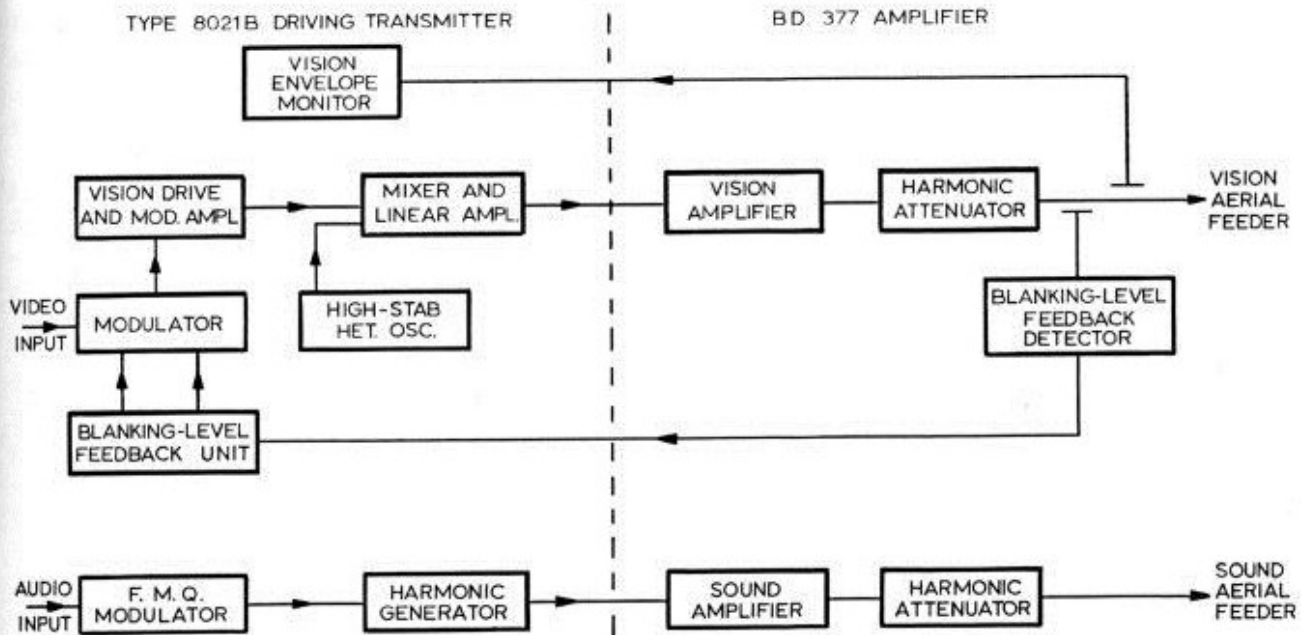 TYPE 8021B DRIVING TRANSMITTER
BD 377 AMPLIFIER
VISION
ENVELOPE
MONITOR
VISION DRIVE
AND MOD. AMPL.
MIXER AND
LINEAR AMPL.
VISION
AMPLIFIER
HARMONIC
ATTENUATOR
VISION
AERIAL
FEEDER
VIDEO
INPUT
MODULATOR
HIGH-STAB
HET. OSC.
BLANKING-LEVEL
FEEDBACK
DETECTOR
BLANKING-LEVEL
FEEDBACK UNIT
AUDIO
INPUT
F. M. Q.
MODULATOR
HARMONIC
GENERATOR
SOUND
AMPLIFIER
HARMONIC
ATTENUATOR
SOUND
AERIAL
FEEDER